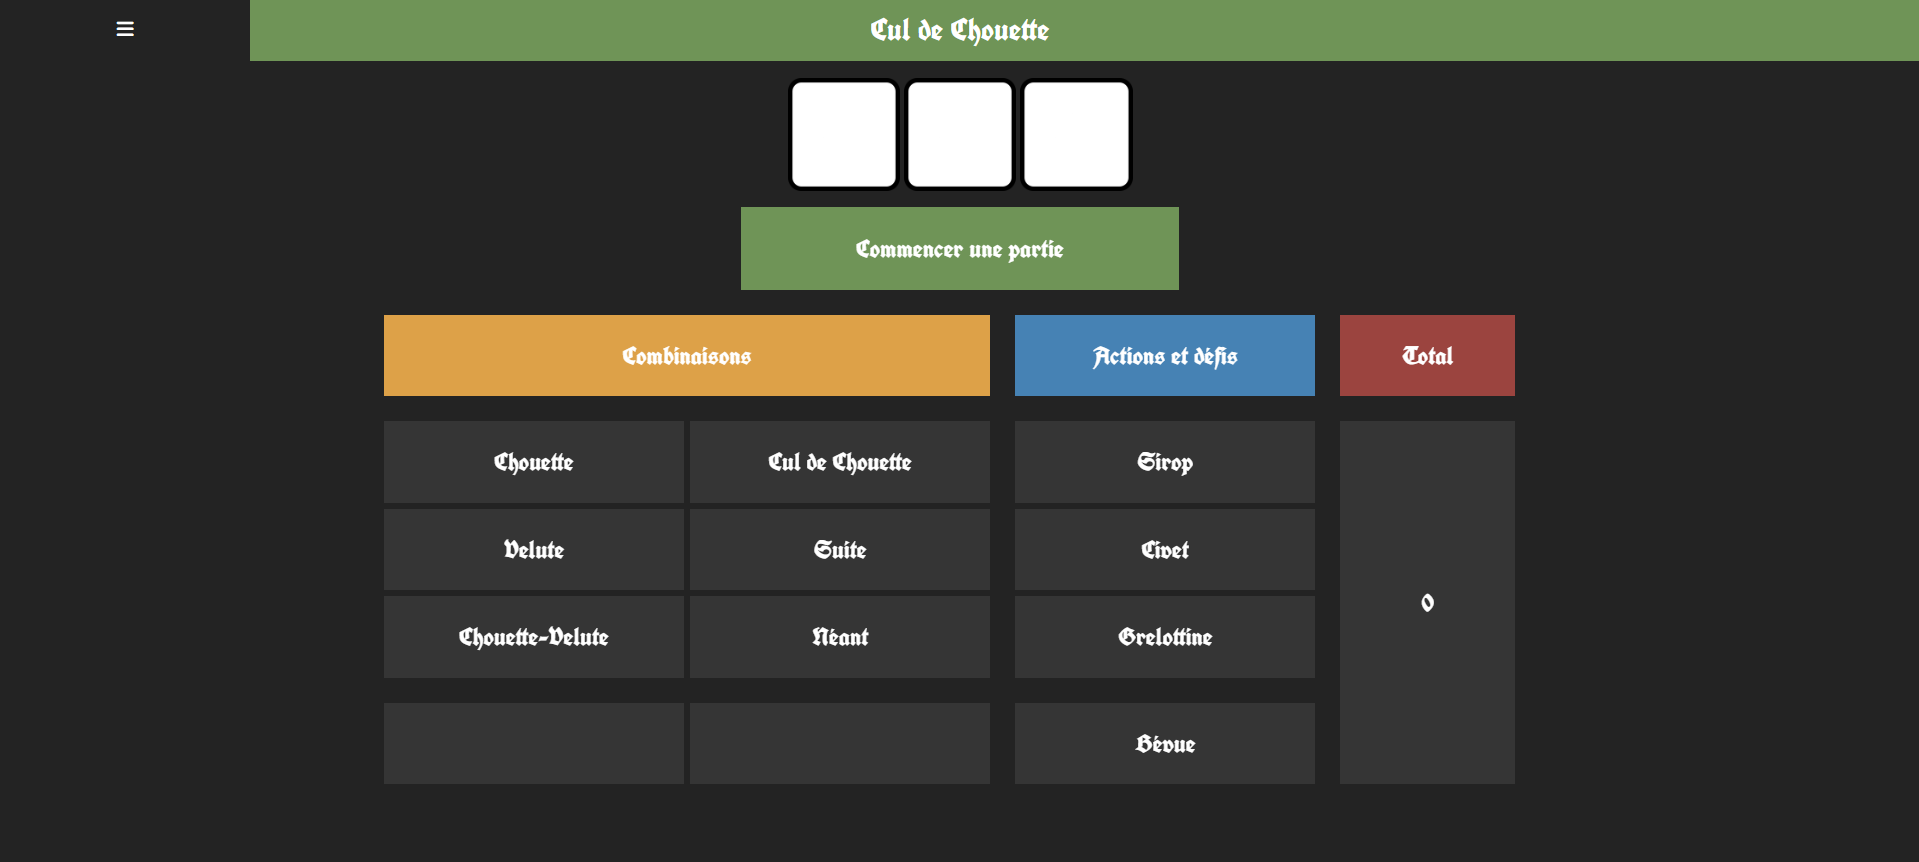 Cul de Chouette
Commencer une partie
Combinaisons
Actions et défis
Total
Chouette
Cul de Chouette
Sirop
Velute
Suite
Civet
0
Chouette-Velute
Néant
Grelottine
Bévue